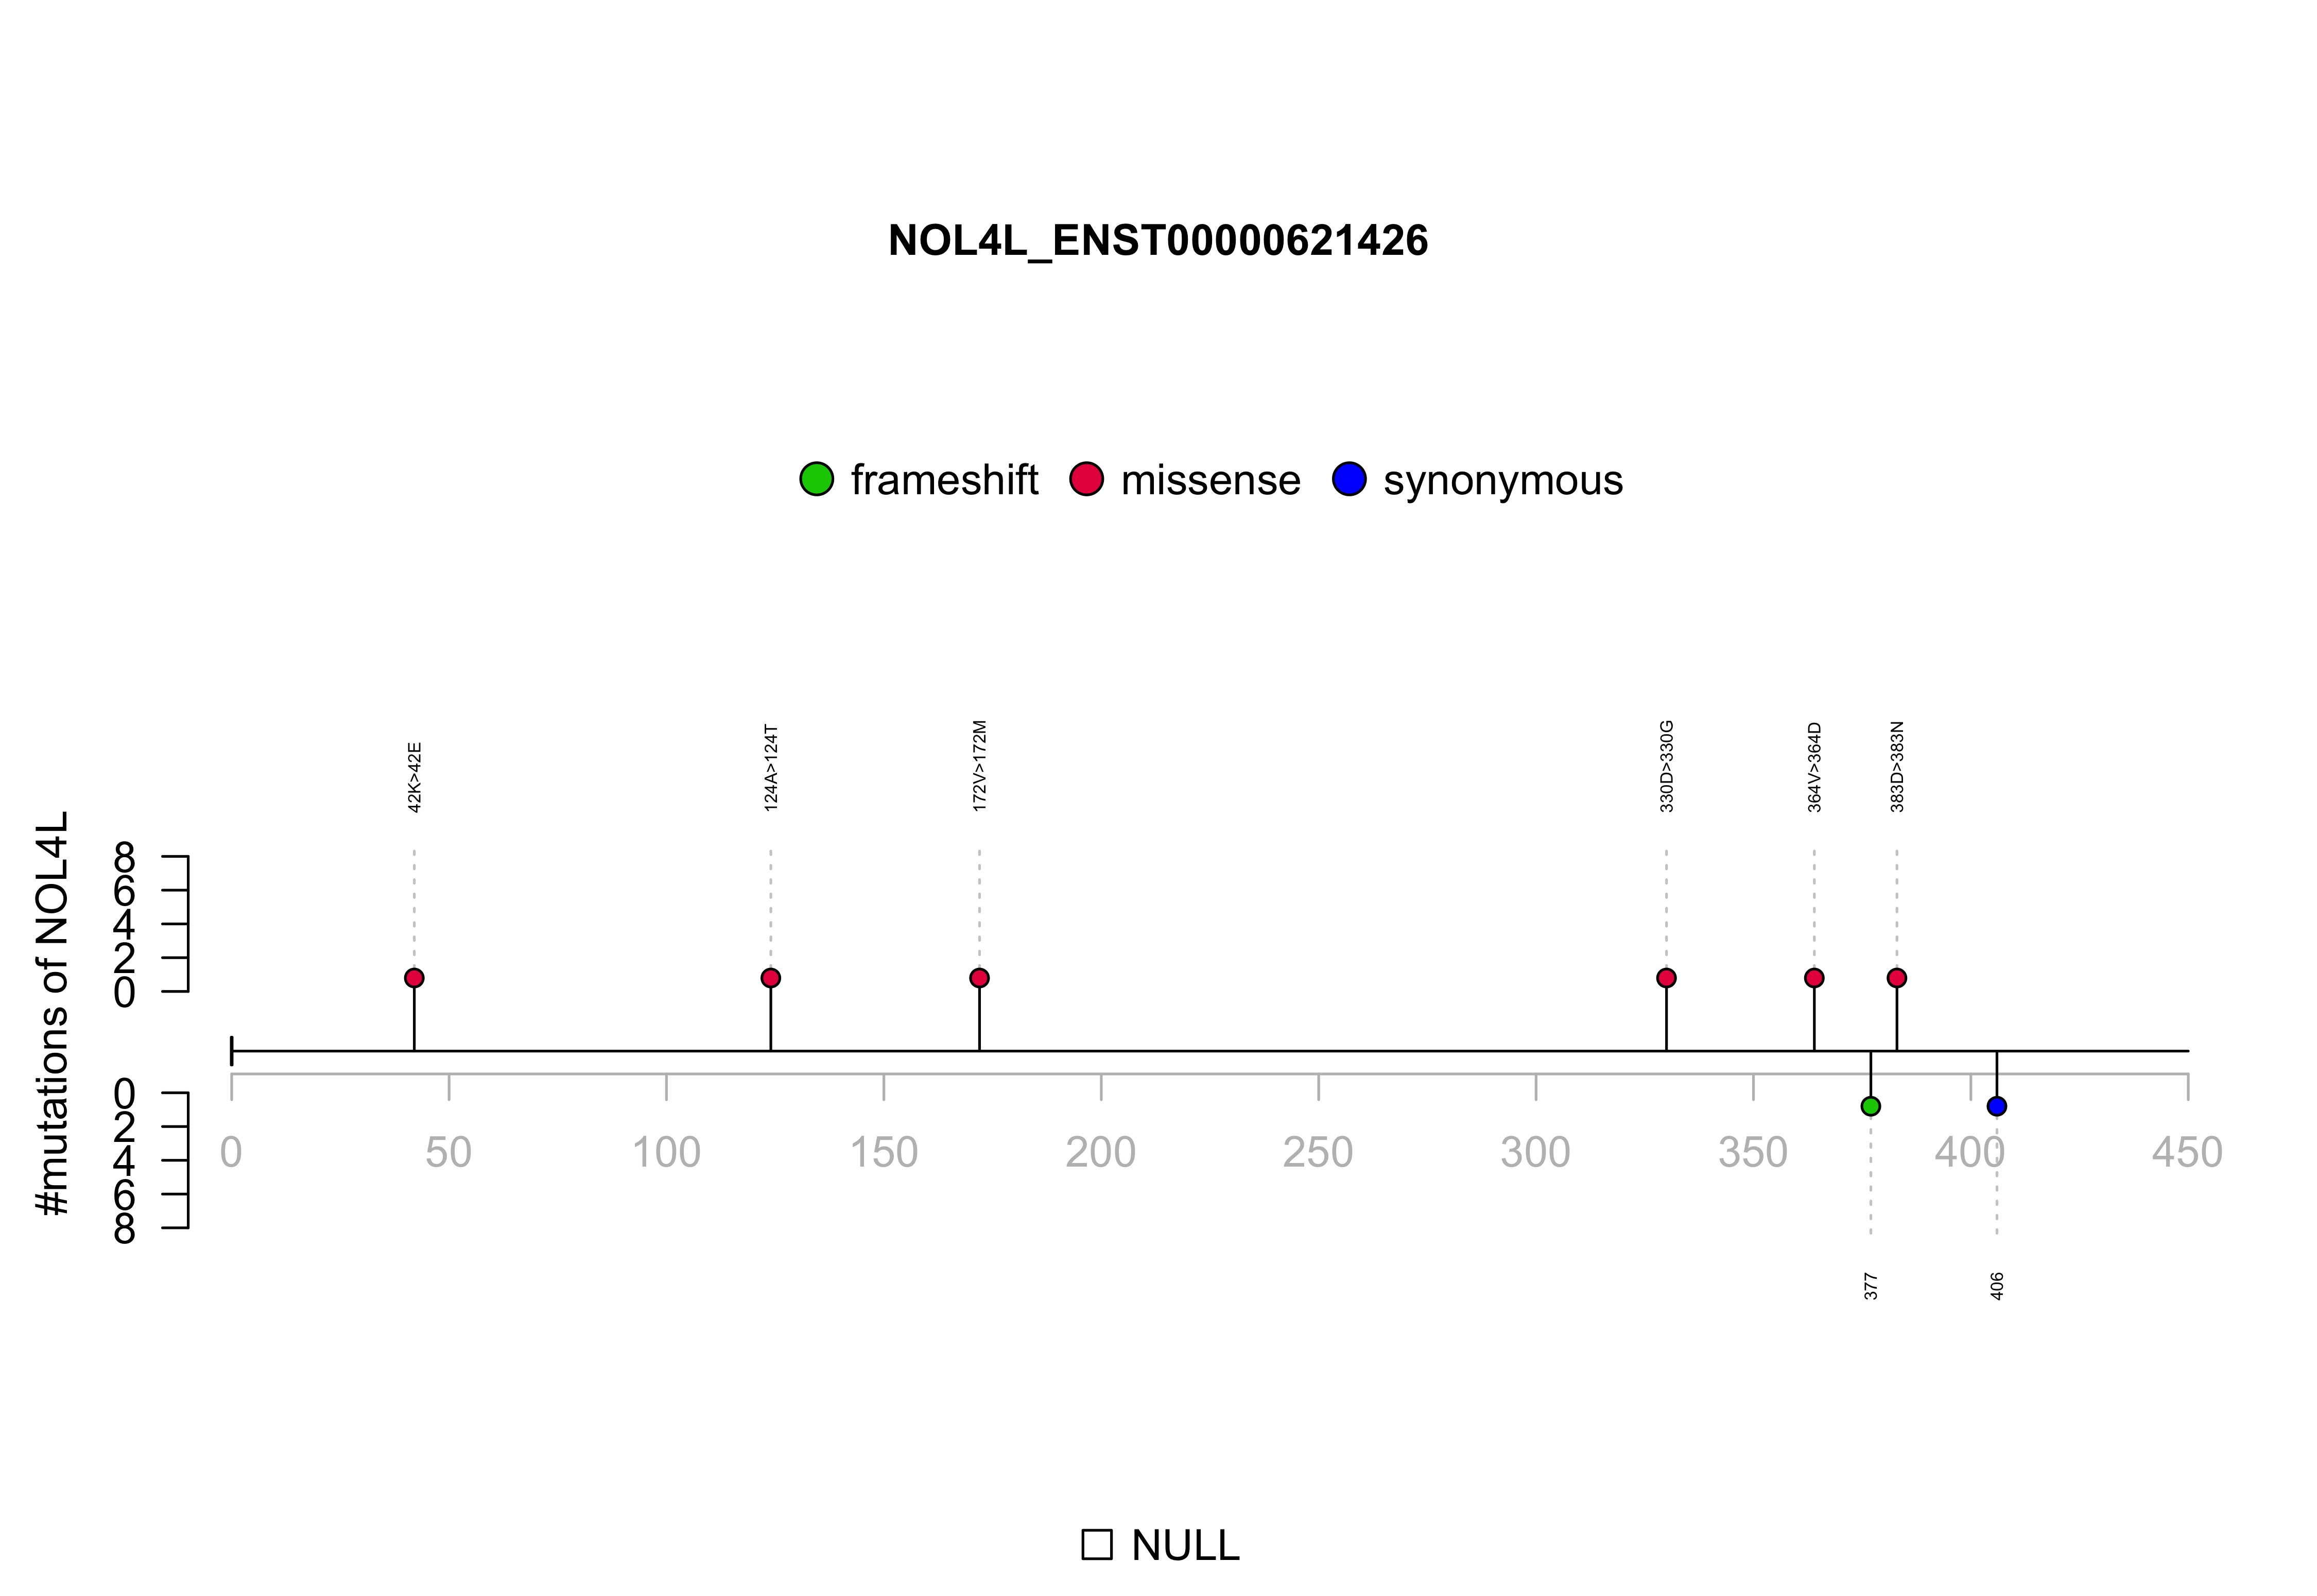 NOL4L_ENST00000621426
frameshift missense synonymous
42K>42E
124A>124T
172V>172M
330D>330G
364V>364D
383D>383N
#mutations of NOL4L
8
6
4
2
0
0
2
4
6
8
0 50 100 150 200 250 300 350 400 450
377
406
NULL